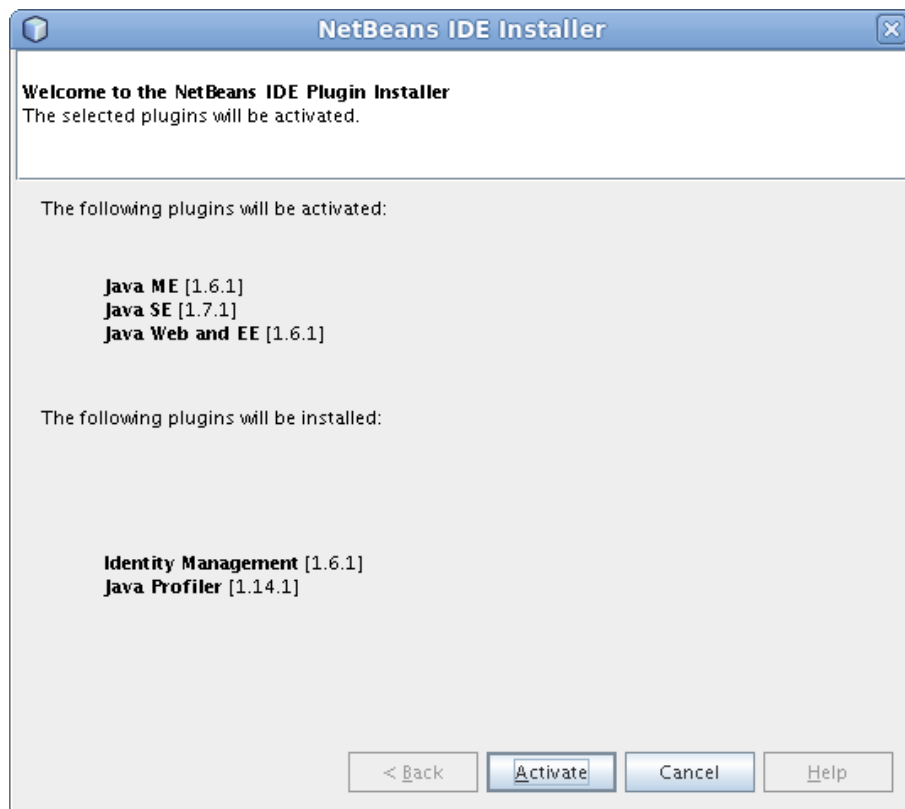 NetBeans IDE Installer
Welcome to the NetBeans IDE Plugin Installer
The selected plugins will be activated.
The following plugins will be activated:
Java ME [1.6.1]
Java SE [1.7.1]
Java Web and EE [1.6.1]
The following plugins will be installed:
Identity Management [1.6.1]
Java Profiler [1.14.1]
< Back Activate Cancel Help